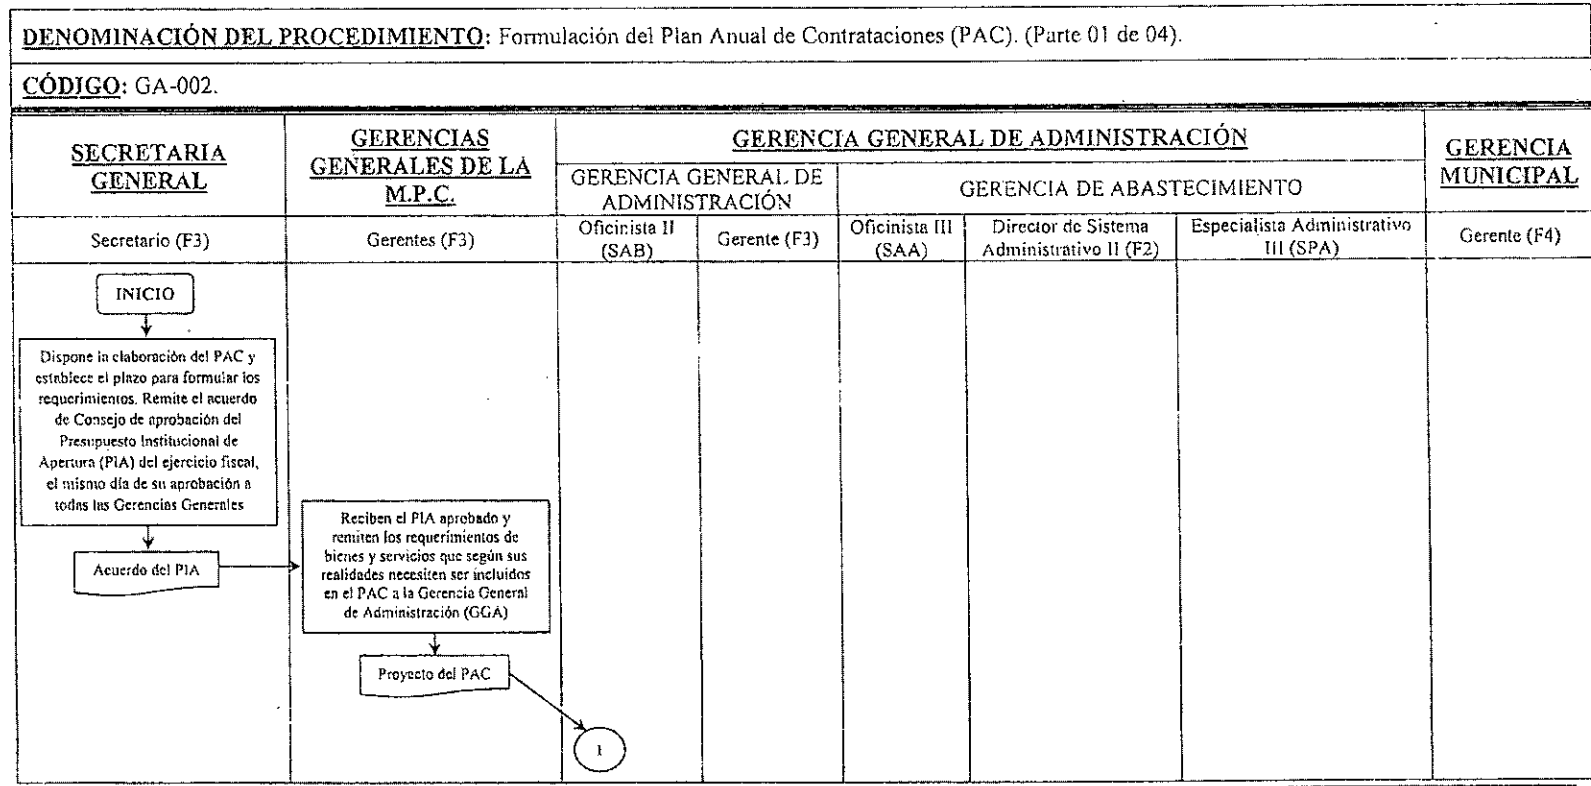 DENOMINACIÓN DEL PROCEDIMIENTO: Formulación del Plan Anual de Contrataciones (PAC). (Parte 01 de 04).
CÓDIGO: GA-002.
SECRETARIA
GENERAL
GERENCIAS
GENERALES DE LA
M.P.C.
GERENCIA GENERAL DE ADMINISTRACIÓN
GERENCIA
MUNICIPAL
GERENCIA GENERAL DE
ADMINISTRACIÓN
GERENCIA DE ABASTECIMIENTO
Secretario (F3)
Gerentes (F3)
Oficinista II
(SAB)
Gerente (F3)
Oficinista III
(SAA)
Director de Sistema
Administrativo II (F2)
Especialista Administrativo
III (SPA)
Gerente (F4)
INICIO
Dispone la elaboración del PAC y
establece el plazo para formular los
requerimientos. Remite el acuerdo
de Consejo de aprobación del
Presupuesto Institucional de
Apertura (PIA) del ejercicio fiscal,
el mismo día de su aprobación a
todas las Gerencias Generales
Acuerdo del PIA
Reciben el PIA aprobado y
remiten los requerimientos de
bienes y servicios que según sus
realidades necesiten ser incluidos
en el PAC a la Gerencia General
de Administración (GGA)
Proyecto del PAC
1